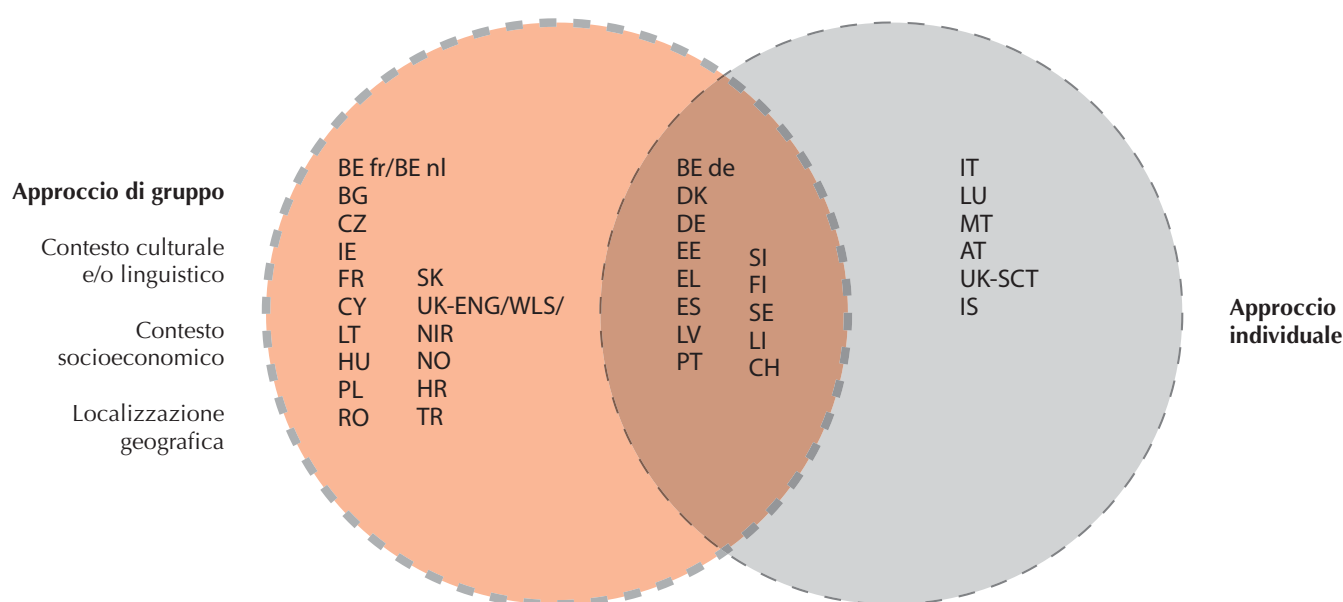 Approccio di gruppo
Contesto culturale
e/o linguistico
Contesto
socioeconomico
Localizzazione
geografica
BE fr/BE nl
BG
CZ
IE
FR
CY
LT
HU
PL
RO
SK
UK-ENG/WLS/
NIR
NO
HR
TR
BE de
DK
DE
EE
EL
ES
LV
PT
SI
FI
SE
LI
CH
IT
LU
MT
AT
UK-SCT
IS
Approccio
individuale